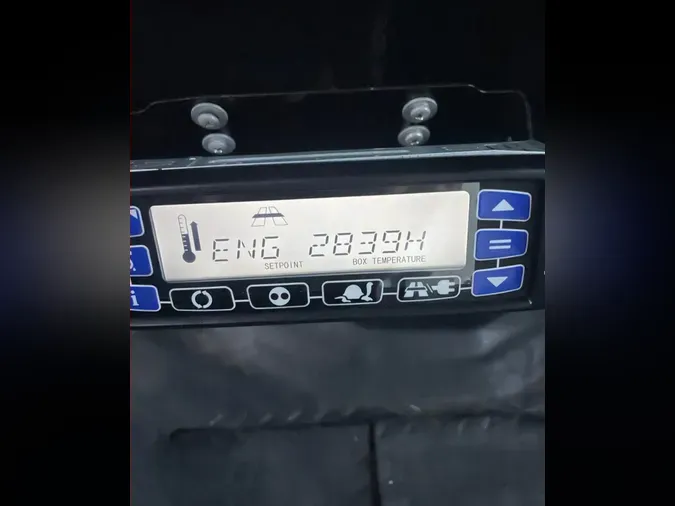 ENG 2839H
SETPOINT BOX TEMPERATURE
i